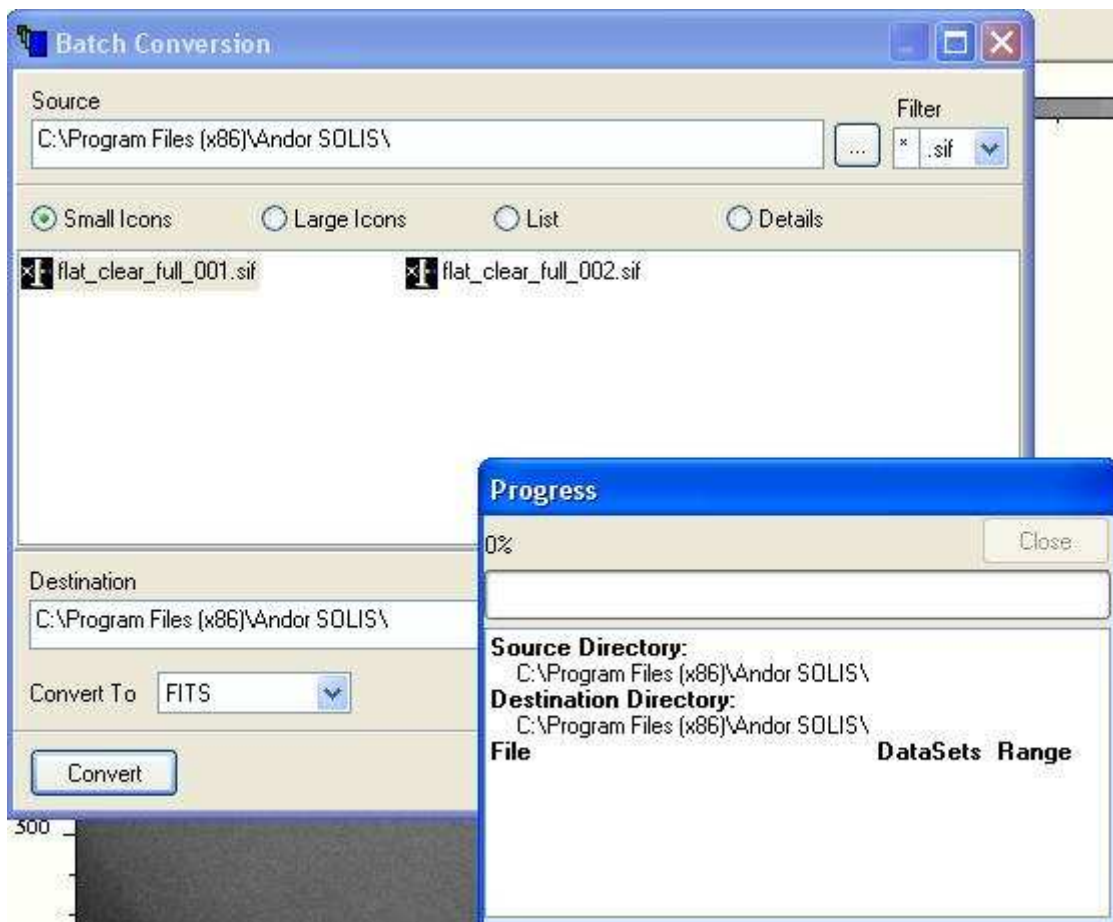 Batch Conversion
Source
Filter
C:\Program Files (x86)\Andor SOLIS\
...
* .sif
Small Icons Large Icons List Details
flat_clear_full_001.sif flat_clear_full_002.sif
Destination
C:\Program Files (x86)\Andor SOLIS\
Convert To FITS
Convert
500
Progress
0%
Close
Source Directory:
C:\Program Files (x86)\Andor SOLIS\
Destination Directory:
C:\Program Files (x86)\Andor SOLIS\
File DataSets Range